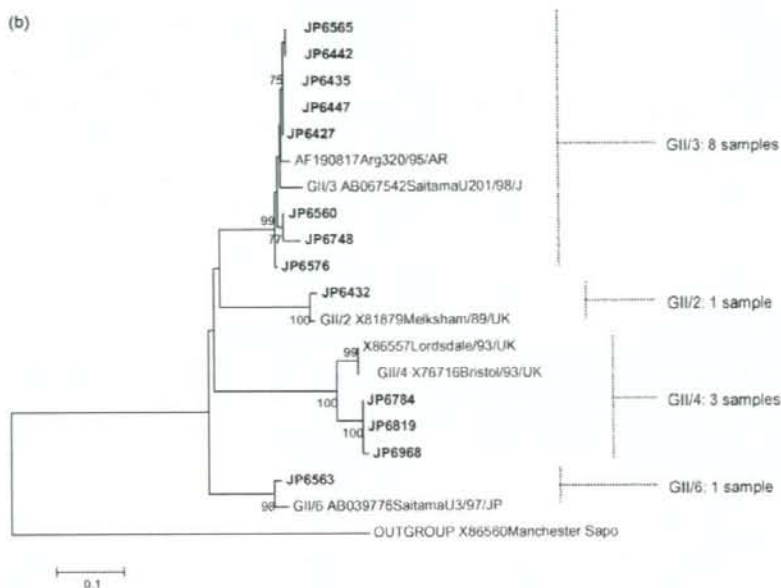 (b)
JP6565
JP6442
75
JP6435
JP6447
JP6427
AF190817Arg320/95/AR
GII/3 AB067542SaitamaU201/98/J
GII/3: 8 samples
JP6560
99
77
JP6748
JP6576
JP6432
100
GII/2 X81879Melksham/89/UK
GII/2: 1 sample
X86557Lordsdale/93/UK
99
GII/4 X76716Bristol/93/UK
JP6784
100
JP6819
100
JP6968
GII/4: 3 samples
JP6563
98
GII/6 AB039776SaitamaU3/97/JP
GII/6: 1 sample
OUTGROUP X86560Manchester Sapo
0.1